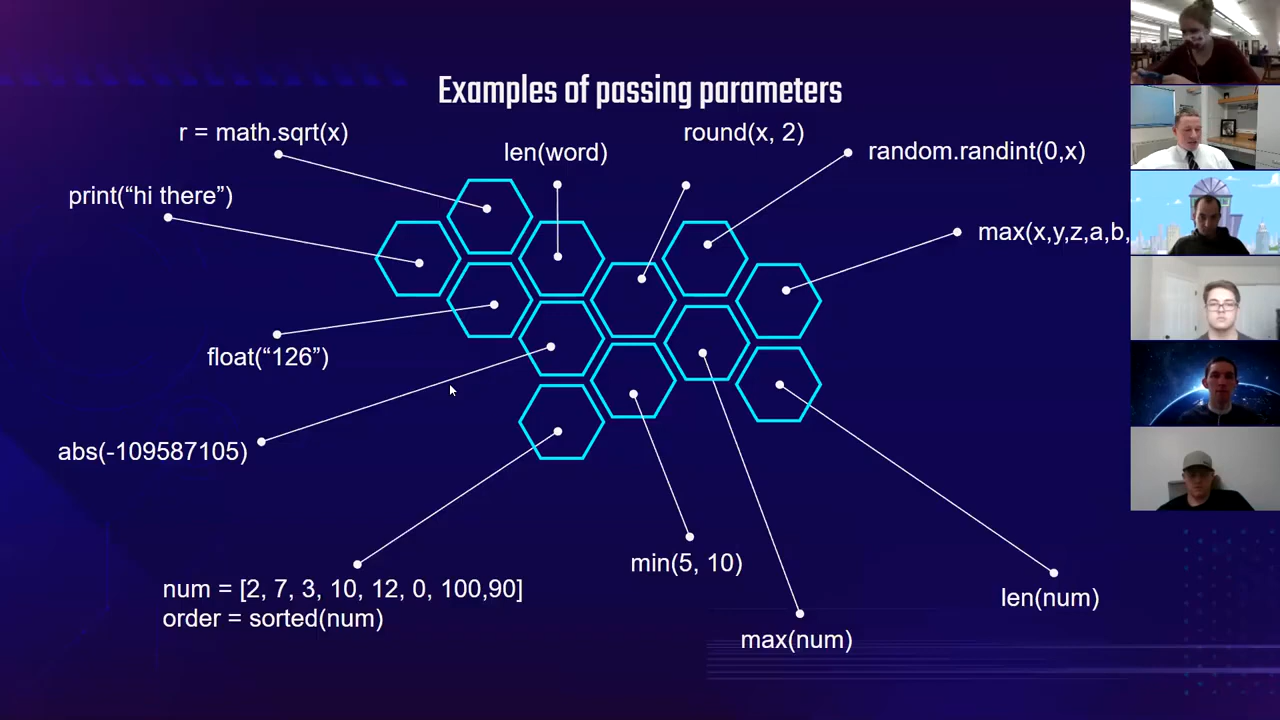 Examples of passing parameters
r = math.sqrt(x)
len(word)
round(x, 2)
random.randint(0,x)
print(“hi there”)
max(x,y,z,a,b,
float(“126”)
abs(-109587105)
min(5, 10)
num = [2, 7, 3, 10, 12, 0, 100,90]
order = sorted(num)
len(num)
max(num)